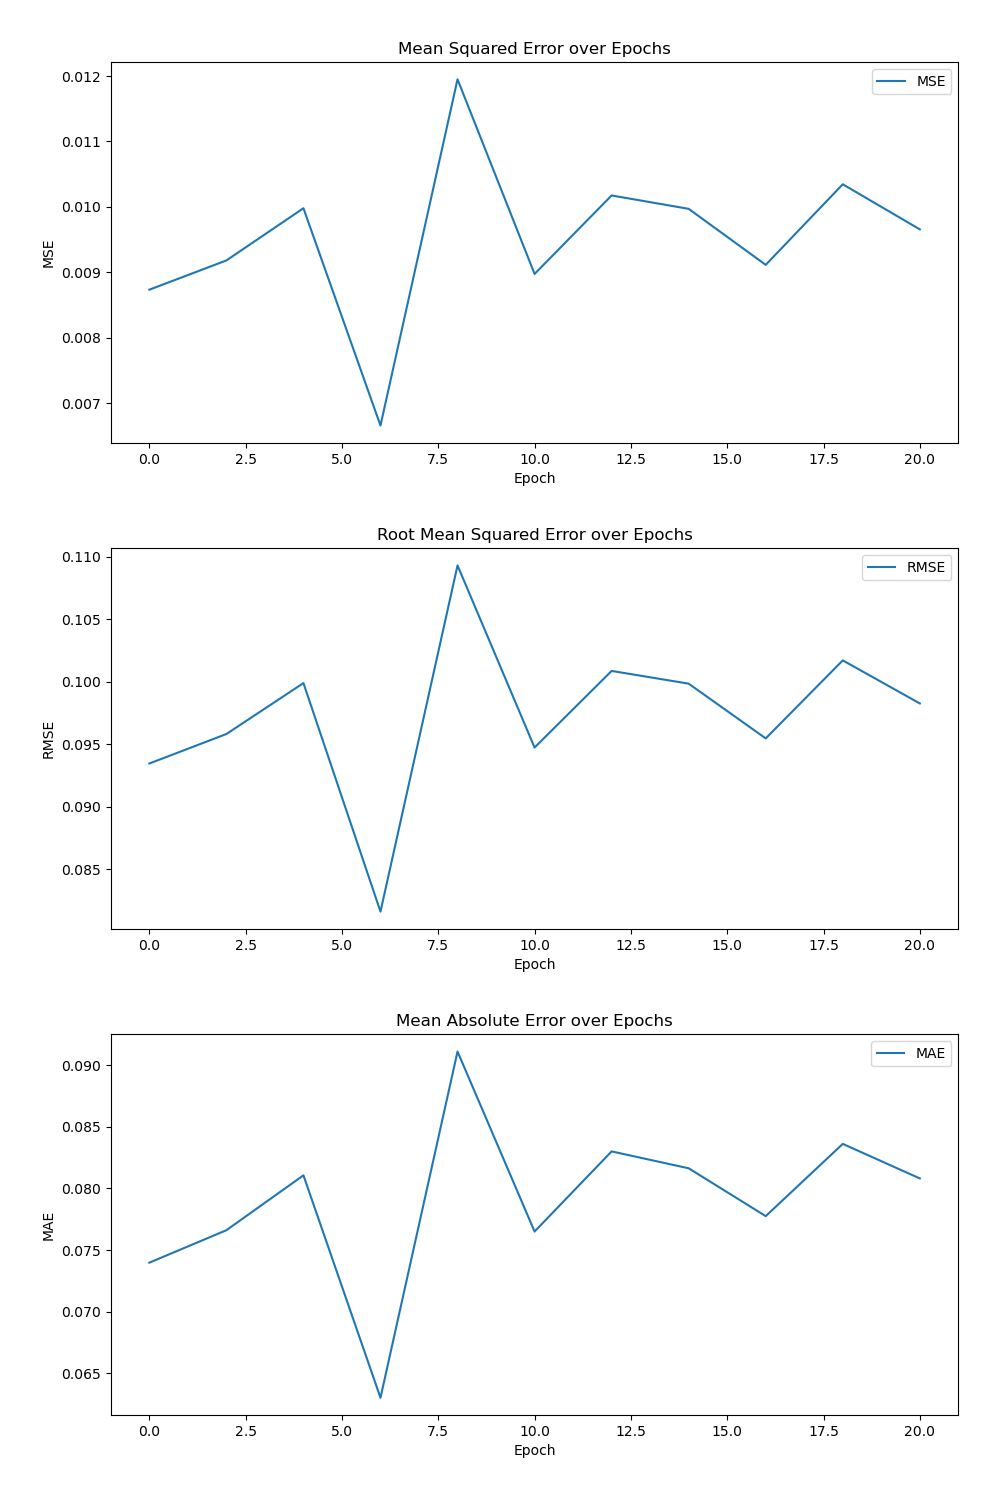 Mean Squared Error over Epochs
MSE
0.012
0.011
0.010
0.009
0.008
0.007
MSE
0.0 2.5 5.0 7.5 10.0 12.5 15.0 17.5 20.0
Epoch
Root Mean Squared Error over Epochs
RMSE
0.110
0.105
0.100
0.095
0.090
0.085
RMSE
0.0 2.5 5.0 7.5 10.0 12.5 15.0 17.5 20.0
Epoch
Mean Absolute Error over Epochs
MAE
0.090
0.085
0.080
0.075
0.070
0.065
MAE
0.0 2.5 5.0 7.5 10.0 12.5 15.0 17.5 20.0
Epoch